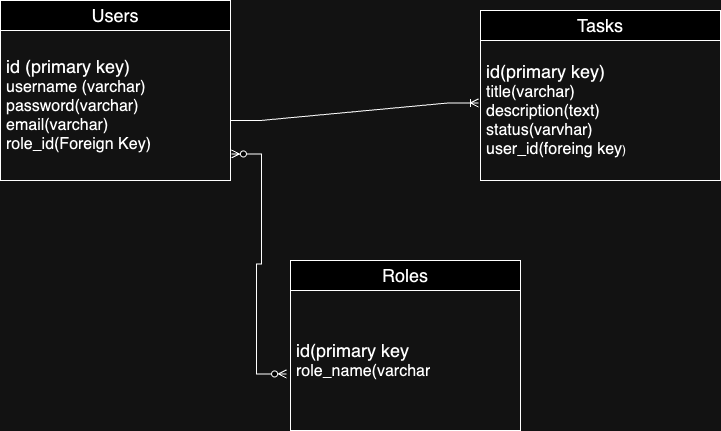 Users
id (primary key)
username (varchar)
password(varchar)
email(varchar)
role_id(Foreign Key)
Tasks
id(primary key)
title(varchar)
description(text)
status(varvhar)
user_id(foreing key)
Roles
id(primary key
role_name(varchar